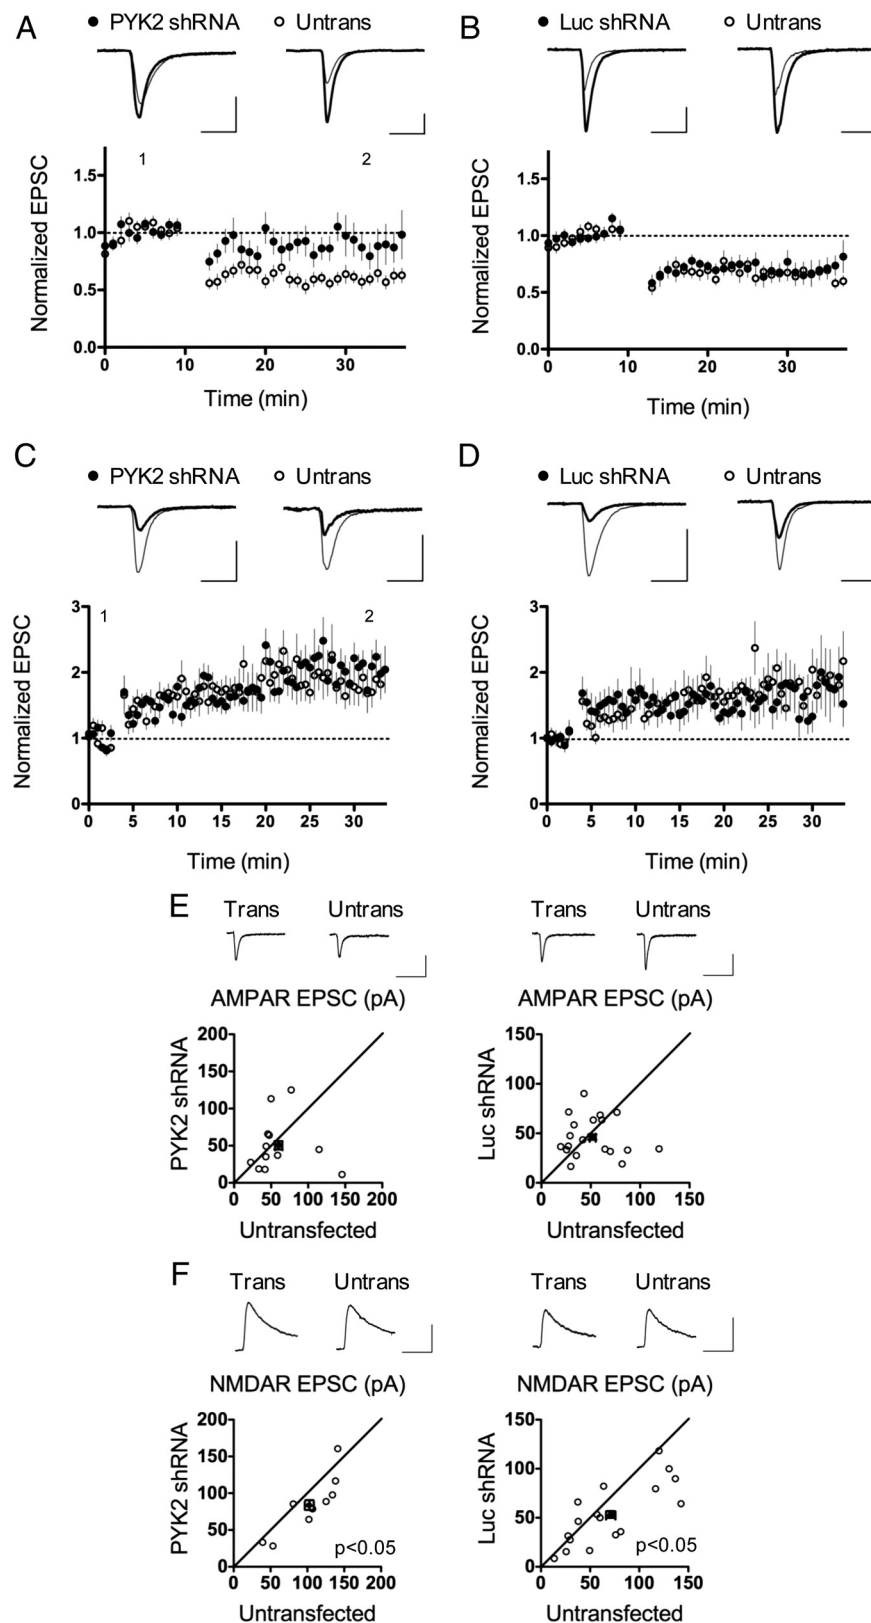 A
● PYK2 shRNA ○ Untrans
Normalized EPSC
1.5
1.0
0.5
0.0
1
2
0 10 20 30
Time (min)
B
● Luc shRNA ○ Untrans
Normalized EPSC
1.5
1.0
0.5
0.0
0 10 20 30
Time (min)
C
● PYK2 shRNA ○ Untrans
Normalized EPSC
3
2
1
0
1
2
0 5 10 15 20 25 30
Time (min)
D
● Luc shRNA ○ Untrans
Normalized EPSC
3
2
1
0
0 5 10 15 20 25 30
Time (min)
E
Trans Untrans
AMPAR EPSC (pA)
PYK2 shRNA
200
150
100
50
0
0 50 100 150 200
Untransfected
Trans Untrans
AMPAR EPSC (pA)
Luc shRNA
150
100
50
0
0 50 100 150
Untransfected
F
Trans Untrans
NMDAR EPSC (pA)
PYK2 shRNA
200
150
100
50
0
p<0.05
0 50 100 150 200
Untransfected
Trans Untrans
NMDAR EPSC (pA)
Luc shRNA
150
100
50
0
p<0.05
0 50 100 150
Untransfected